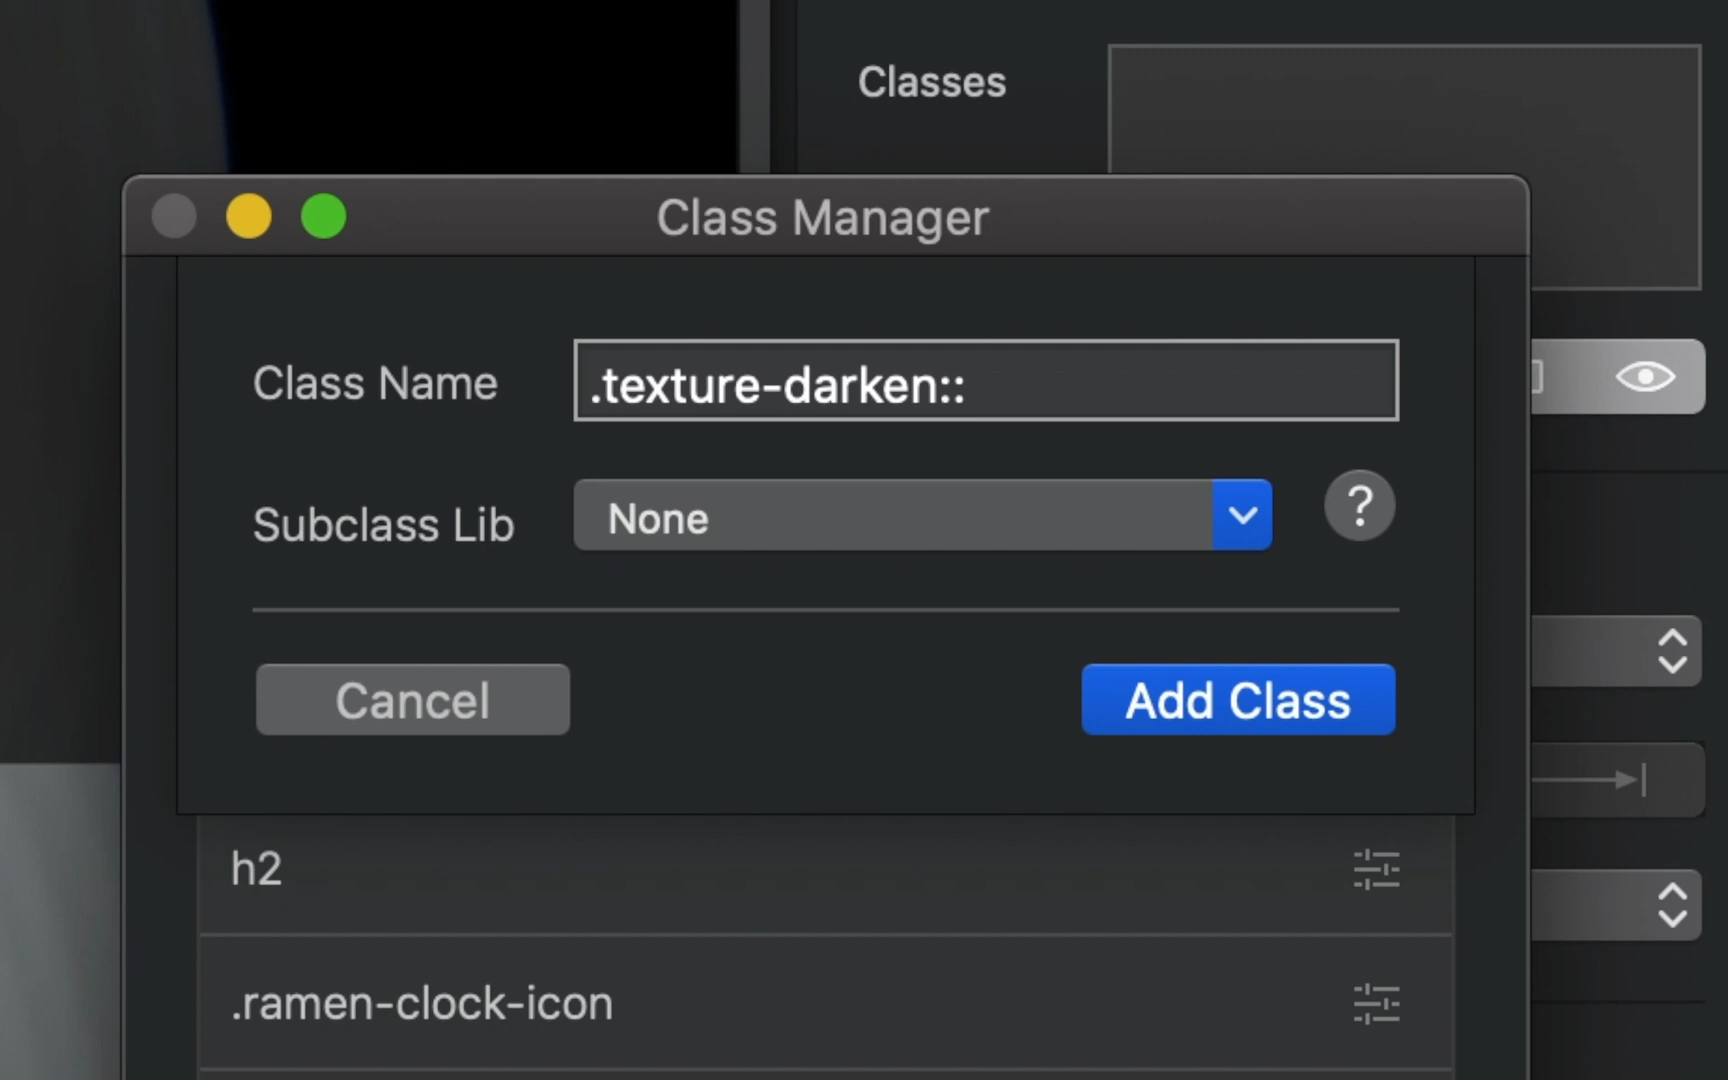 Classes
Class Manager
Class Name
.texture-darken::
Subclass Lib
None
?
Cancel
Add Class
h2
.ramen-clock-icon